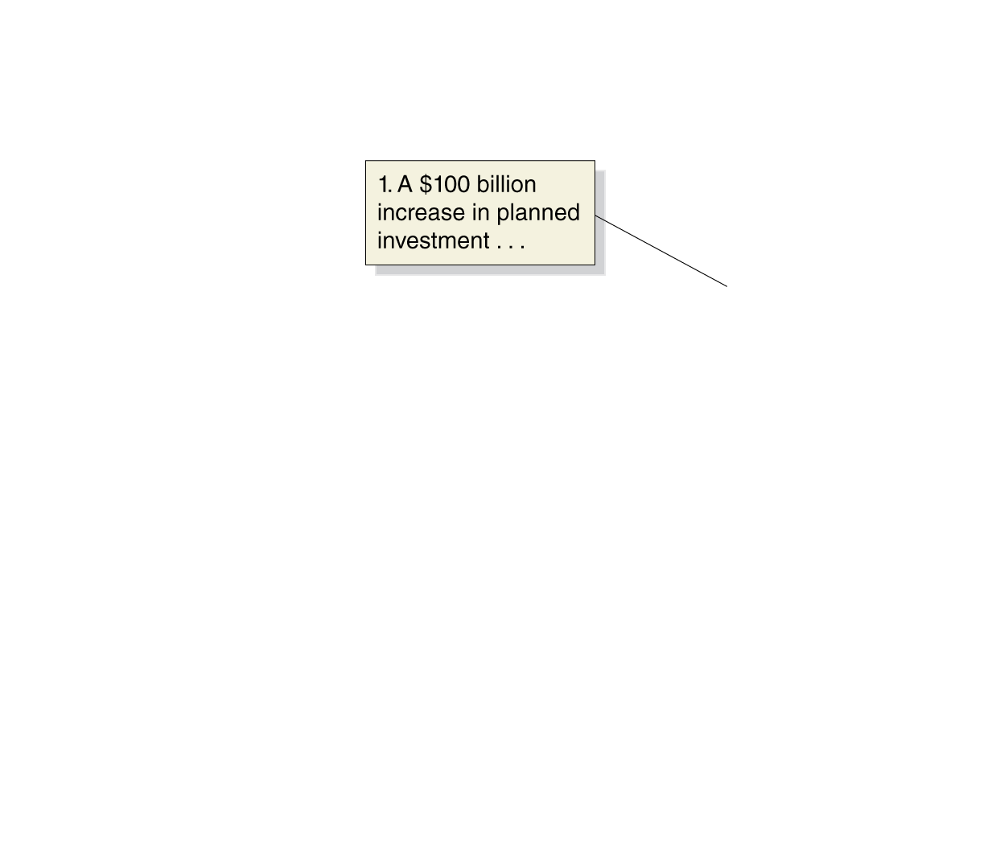 1. A $100 billion
increase in planned
investment . . .